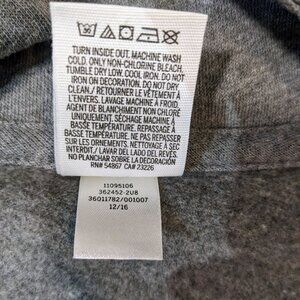 TURN INSIDE OUT. MACHINE WASH
COLD. ONLY NON-CHLORINE BLEACH.
TUMBLE DRY LOW. COOL IRON. DO NOT
IRON ON DECORATION. DO NOT DRY
CLEAN./ RETOURNER LE VÊTEMENT À
L'ENVERS. LAVAGE MACHINE À FROID.
AGENT DE BLANCHIMENT NON CHLORÉ
UNIQUEMENT. SÉCHAGE MACHINE À
BASSE TEMPÉRATURE. REPASSAGE À
BASSE TEMPÉRATURE. NE PAS REPASSER
SUR LES ORNEMENTS. NETTOYAGE À SEC
INTERDIT./ LAVAR DEL LADO DEL REVÉS.
NO PLANCHAR SOBRE LA DECORACIÓN
RN# 54867 CA# 23226
11095106
362452-2U8
36011782/001007
12/16